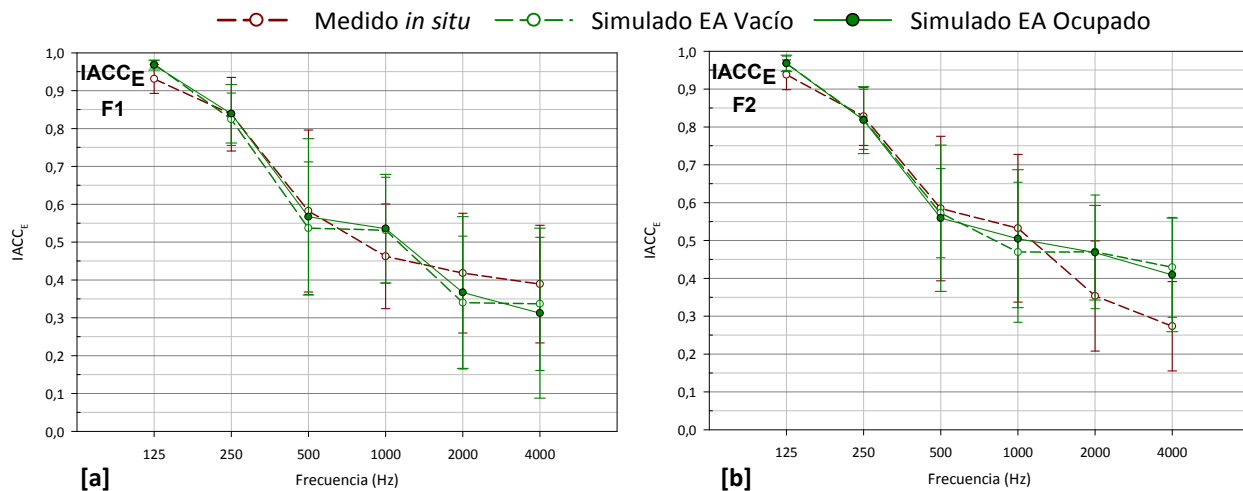 Medido in situ Simulado EA Vacío Simulado EA Ocupado
1,0
0,9
0,8
0,7
0,6
0,5
0,4
0,3
0,2
0,1
0,0
IACCE
IACCE
F1
125 250 500 1000 2000 4000
Frecuencia (Hz)
[a]
1,0
0,9
0,8
0,7
0,6
0,5
0,4
0,3
0,2
0,1
0,0
IACCE
IACCE
F2
125 250 500 1000 2000 4000
Frecuencia (Hz)
[b]